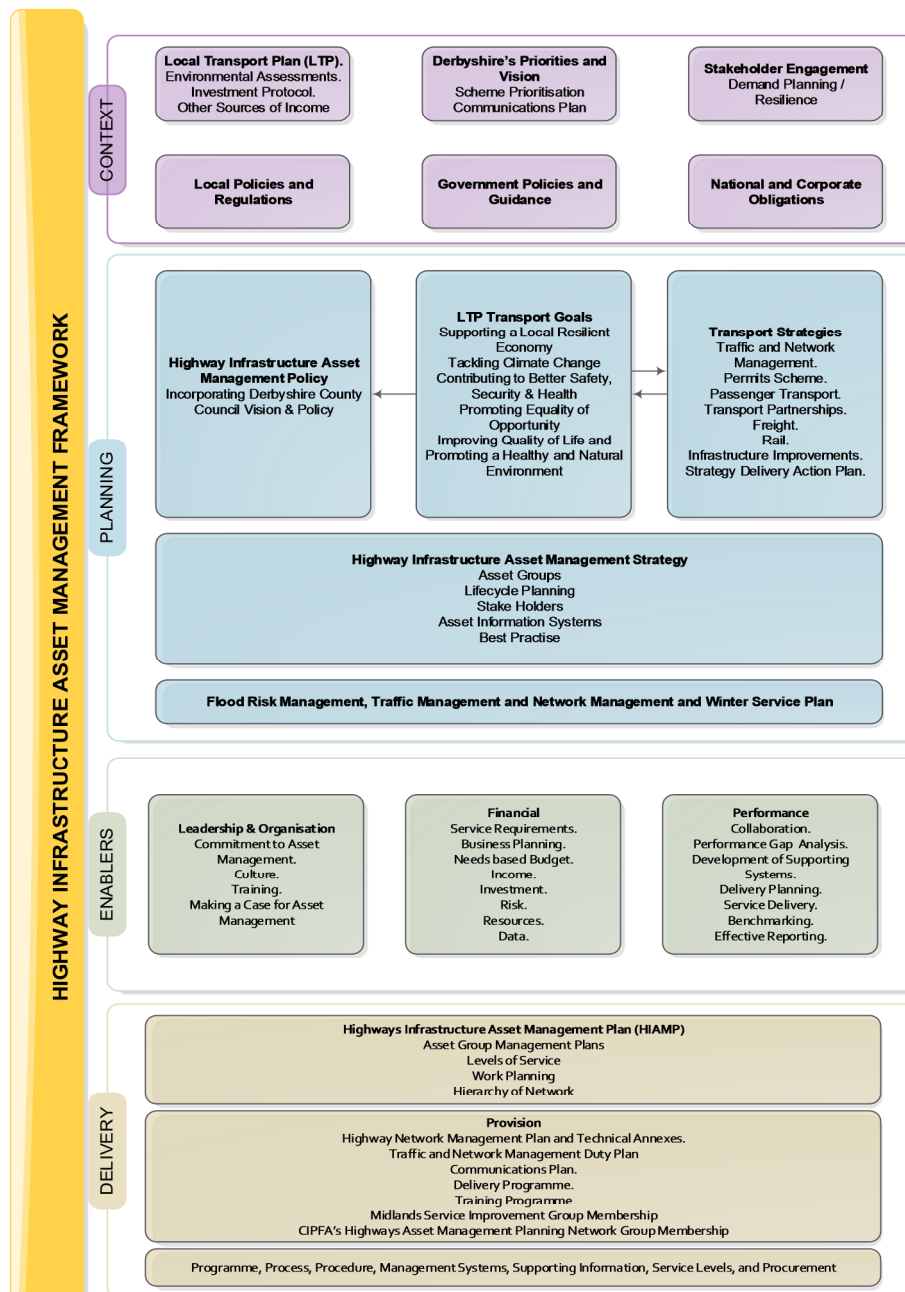 HIGHWAY INFRASTRUCTURE ASSET MANAGEMENT FRAMEWORK
CONTEXT
Local Transport Plan (LTP).
Environmental Assessments.
Investment Protocol.
Other Sources of Income
Derbyshire's Priorities and
Vision
Scheme Prioritisation
Communications Plan
Stakeholder Engagement
Demand Planning /
Resilience
Local Policies and
Regulations
Government Policies and
Guidance
National and Corporate
Obligations
PLANNING
Highway Infrastructure Asset
Management Policy
Incorporating Derbyshire County
Council Vision & Policy
LTP Transport Goals
Supporting a Local Resilient
Economy
Tackling Climate Change
Contributing to Better Safety,
Security & Health
Promoting Equality of
Opportunity
Improving Quality of Life and
Promoting a Healthy and Natural
Environment
Transport Strategies
Traffic and Network
Management.
Permits Scheme.
Passenger Transport.
Transport Partnerships.
Freight.
Rail.
Infrastructure Improvements.
Strategy Delivery Action Plan.
Highway Infrastructure Asset Management Strategy
Asset Groups
Lifecycle Planning
Stake Holders
Asset Information Systems
Best Practise
Flood Risk Management, Traffic Management and Network Management and Winter Service Plan
ENABLERS
Leadership & Organisation
Commitment to Asset
Management.
Culture.
Training.
Making a Case for Asset
Management
Financial
Service Requirements.
Business Planning.
Needs based Budget.
Income.
Investment.
Risk.
Resources.
Data.
Performance
Collaboration.
Performance Gap Analysis.
Development of Supporting
Systems.
Delivery Planning.
Service Delivery.
Benchmarking.
Effective Reporting.
DELIVERY
Highways Infrastructure Asset Management Plan (HIAMP)
Asset Group Management Plans
Levels of Service
Work Planning
Hierarchy of Network
Provision
Highway Network Management Plan and Technical Annexes.
Traffic and Network Management Duty Plan
Communications Plan.
Delivery Programme.
Training Programme
Midlands Service Improvement Group Membership
CIPFA's Highways Asset Management Planning Network Group Membership
Programme, Process, Procedure, Management Systems, Supporting Information, Service Levels, and Procurement